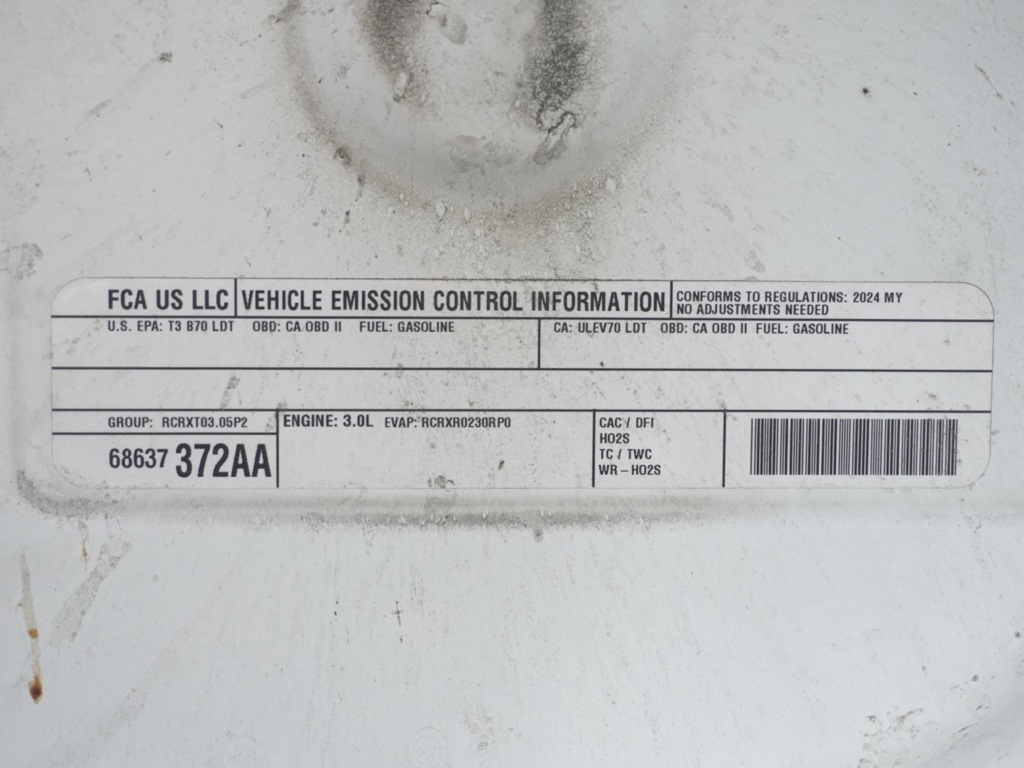 FCA US LLC VEHICLE EMISSION CONTROL INFORMATION CONFORMS TO REGULATIONS: 2024 MY
NO ADJUSTMENTS NEEDED
U.S. EPA: T3 B70 LDT OBD: CA OBD II FUEL: GASOLINE CA: ULEV70 LDT OBD: CA OBD II FUEL: GASOLINE
GROUP: RCRXT03.05P2 ENGINE: 3.0L EVAP: RCRXR0230RP0
68637 372AA
CAC / DFI
HO2S
TC / TWC
WR-HO2S